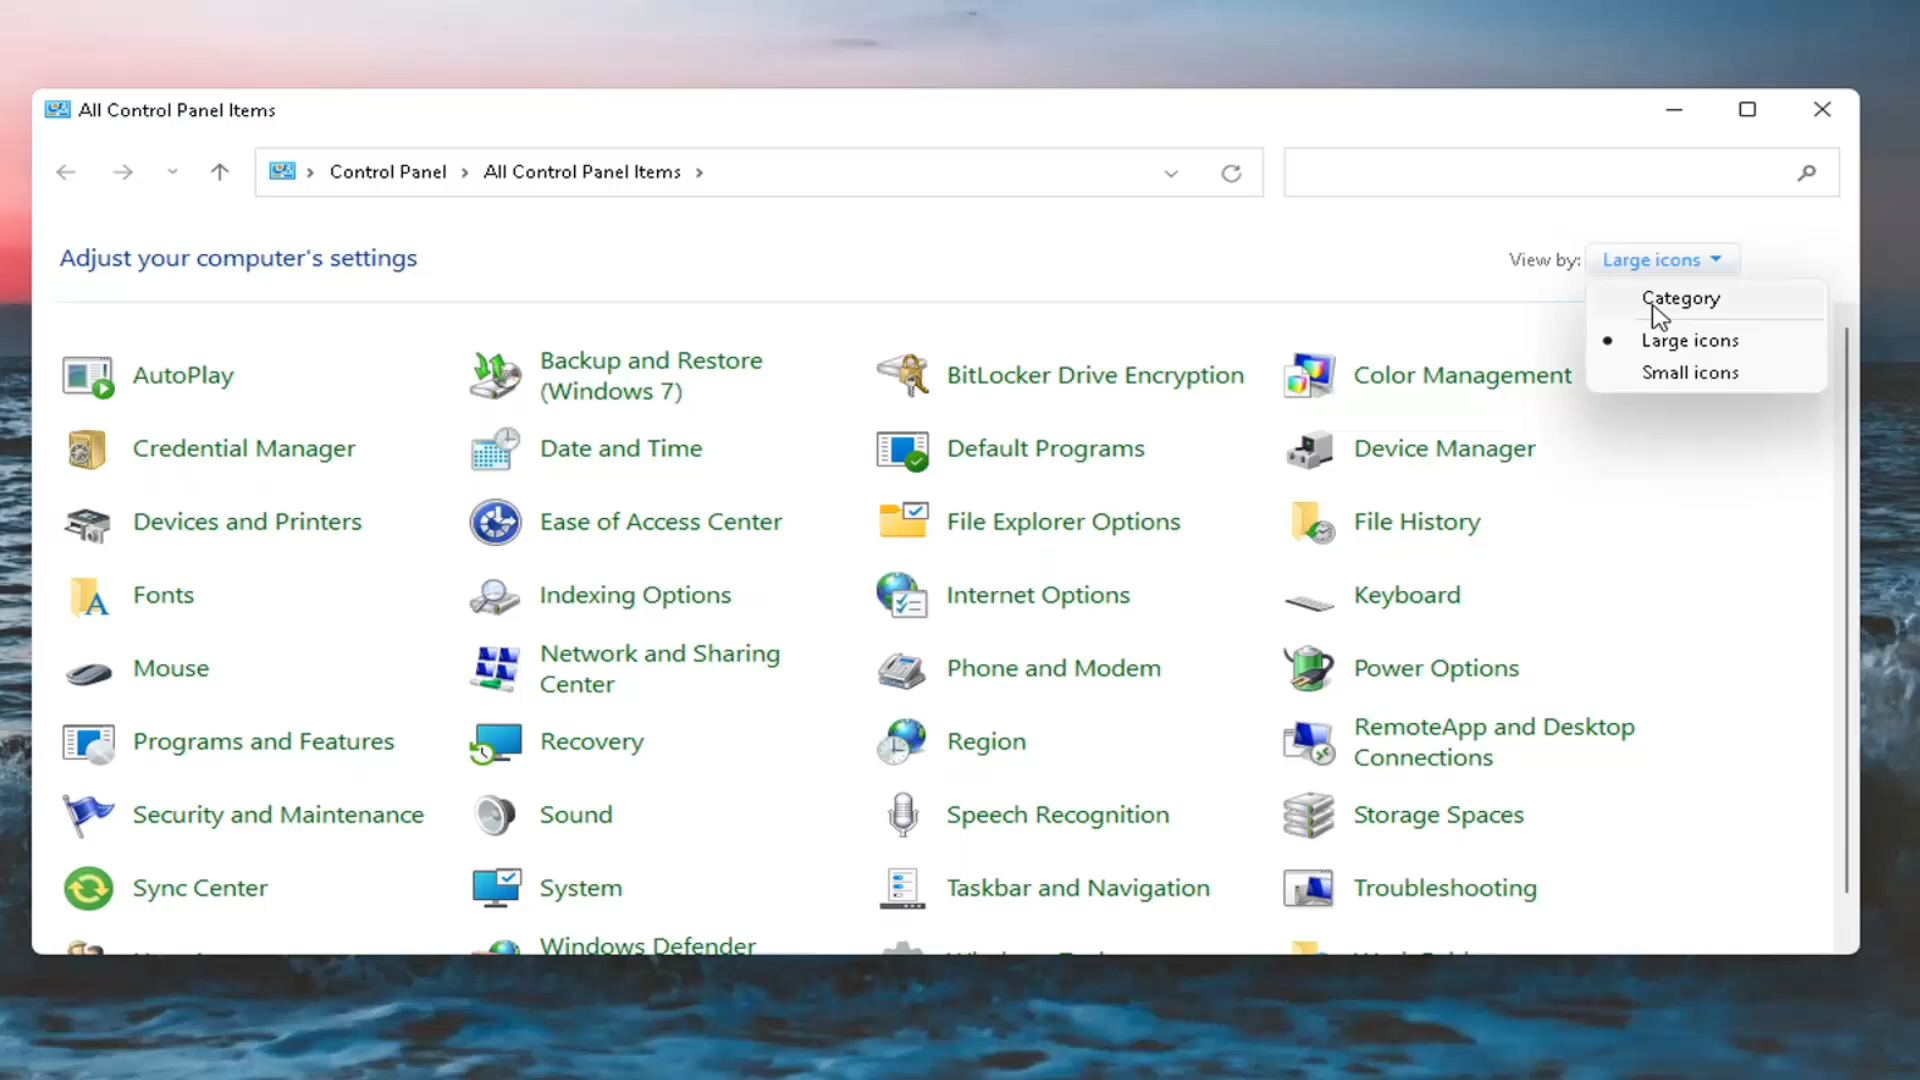 All Control Panel Items
Control Panel
All Control Panel Items
Adjust your computer's settings
View by:
Large icons
Category
Large icons
Small icons
AutoPlay
Backup and Restore
(Windows 7)
BitLocker Drive Encryption
Color Management
Credential Manager
Date and Time
Default Programs
Device Manager
Devices and Printers
Ease of Access Center
File Explorer Options
File History
Fonts
Indexing Options
Internet Options
Keyboard
Mouse
Network and Sharing
Center
Phone and Modem
Power Options
Programs and Features
Recovery
Region
RemoteApp and Desktop
Connections
Security and Maintenance
Sound
Speech Recognition
Storage Spaces
Sync Center
System
Taskbar and Navigation
Troubleshooting
Windows Defender